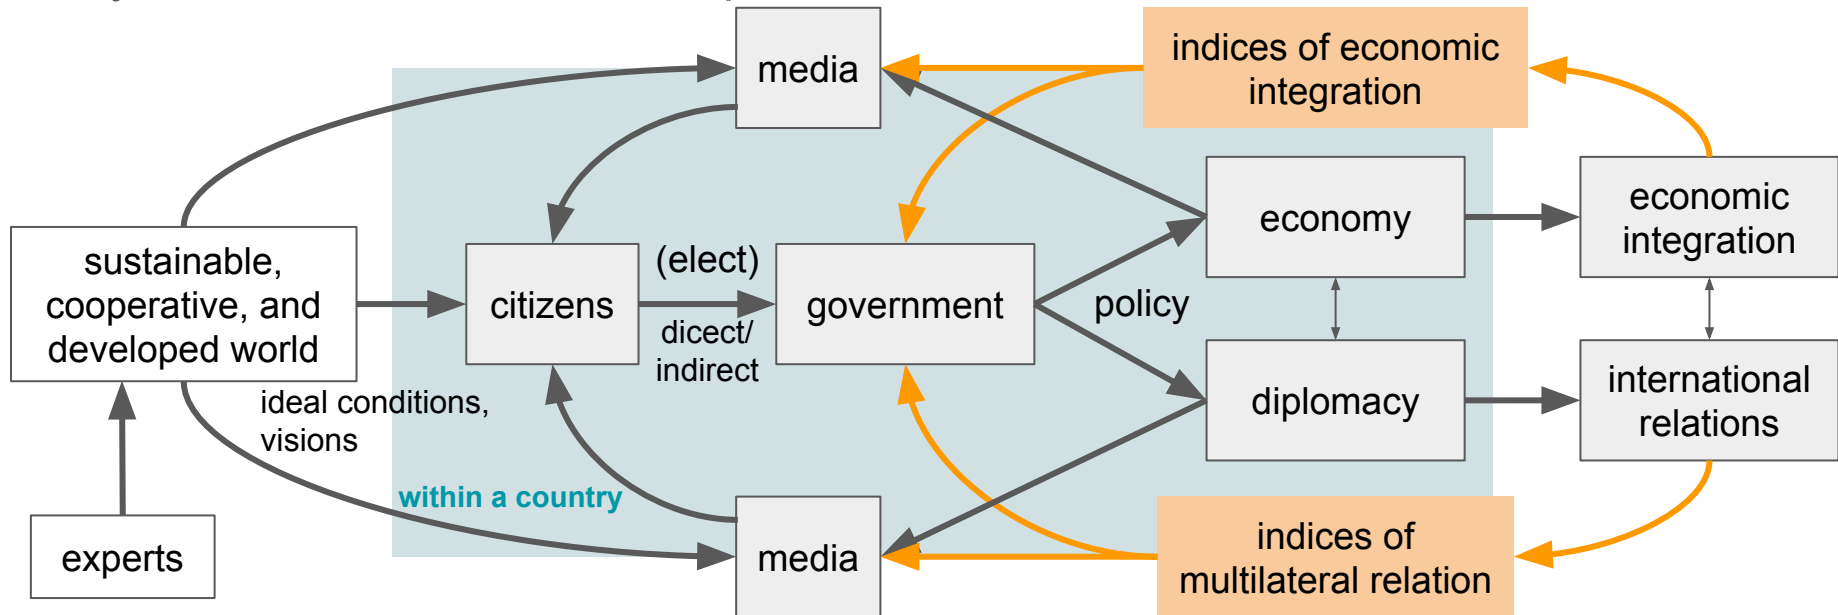 media
indices of economic
integration
economy
economic
integration
sustainable,
cooperative, and
developed world
citizens
(elect)
dicect/
indirect
government
policy
diplomacy
international
relations
ideal conditions,
visions
within a country
experts
media
indices of
multilateral relation